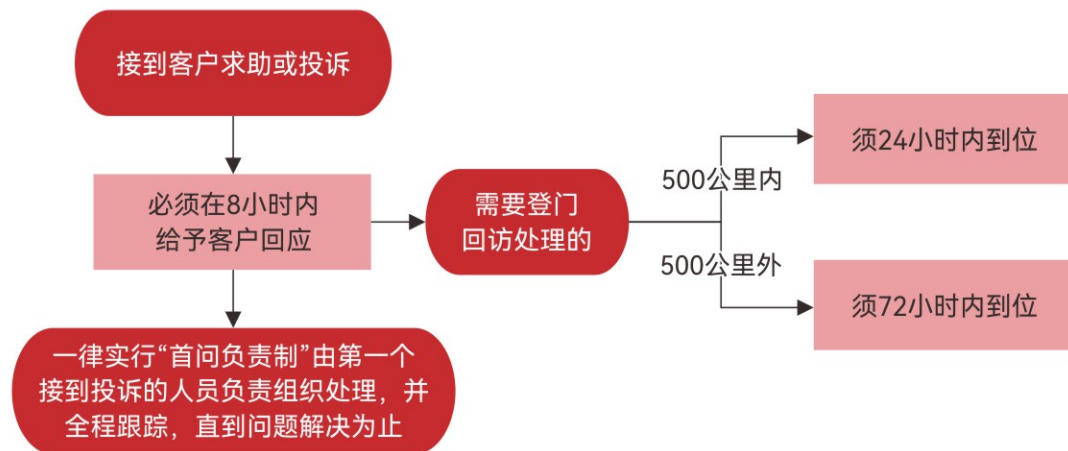 接到客户求助或投诉
必须在8小时内
给予客户回应
一律实行“首问负责制”由第一个
接到投诉的人员负责组织处理，并
全程跟踪，直到问题解决为止
需要登门
回访处理的
500公里内
须24小时内到位
500公里外
须72小时内到位